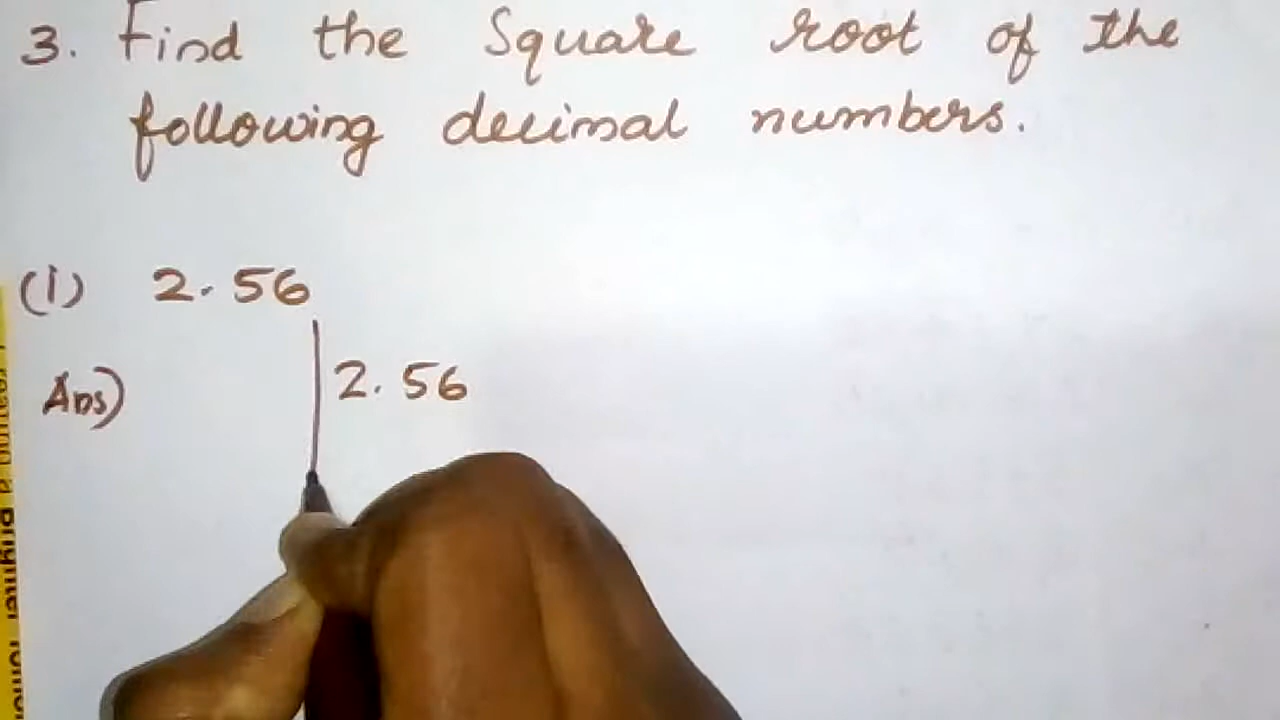 3. Find the Square root of the
following decimal numbers.
(i) 2.56
Ans) 2.56